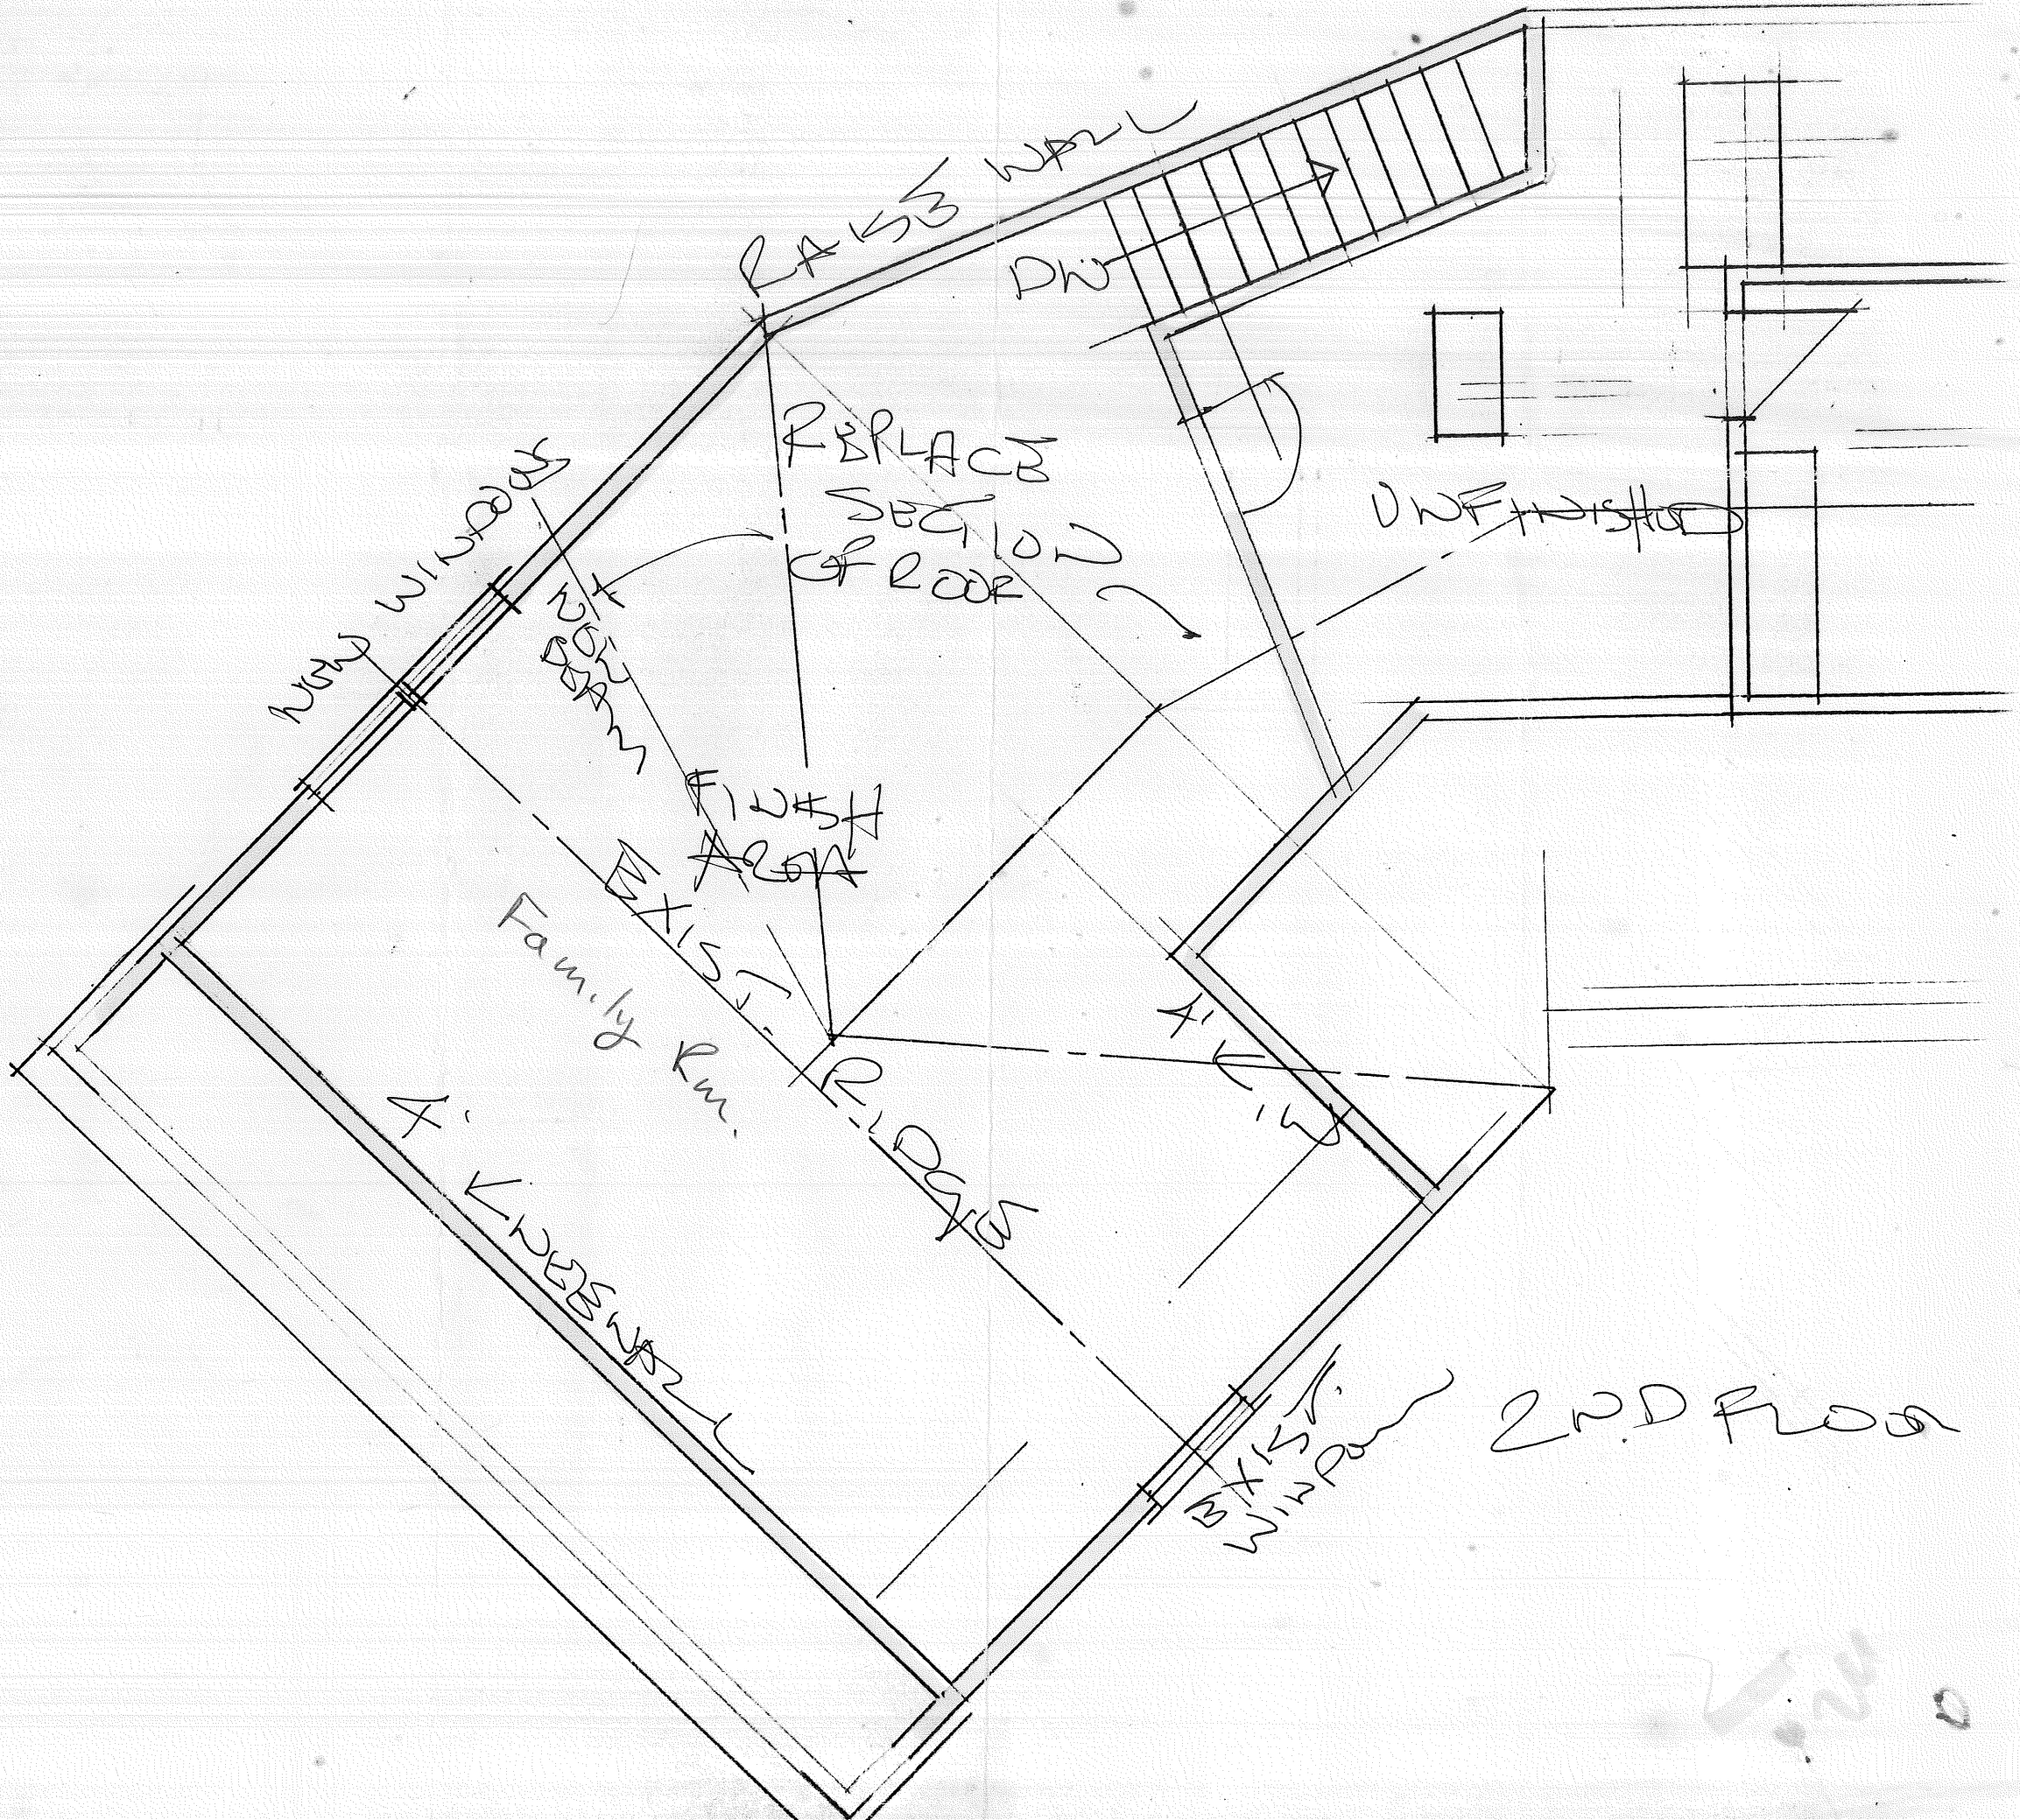 RAISE WALL
DN
NEW WINDOWS
REPLACE
SECTION
OF ROOF
UNFINISHED
NEW
BEAM
FINISH
AREA
EXIST.
RIDGE
Family Rm.
4'
4'
KNEEWALL
EXIST.
WINDOW
2ND FLOOR